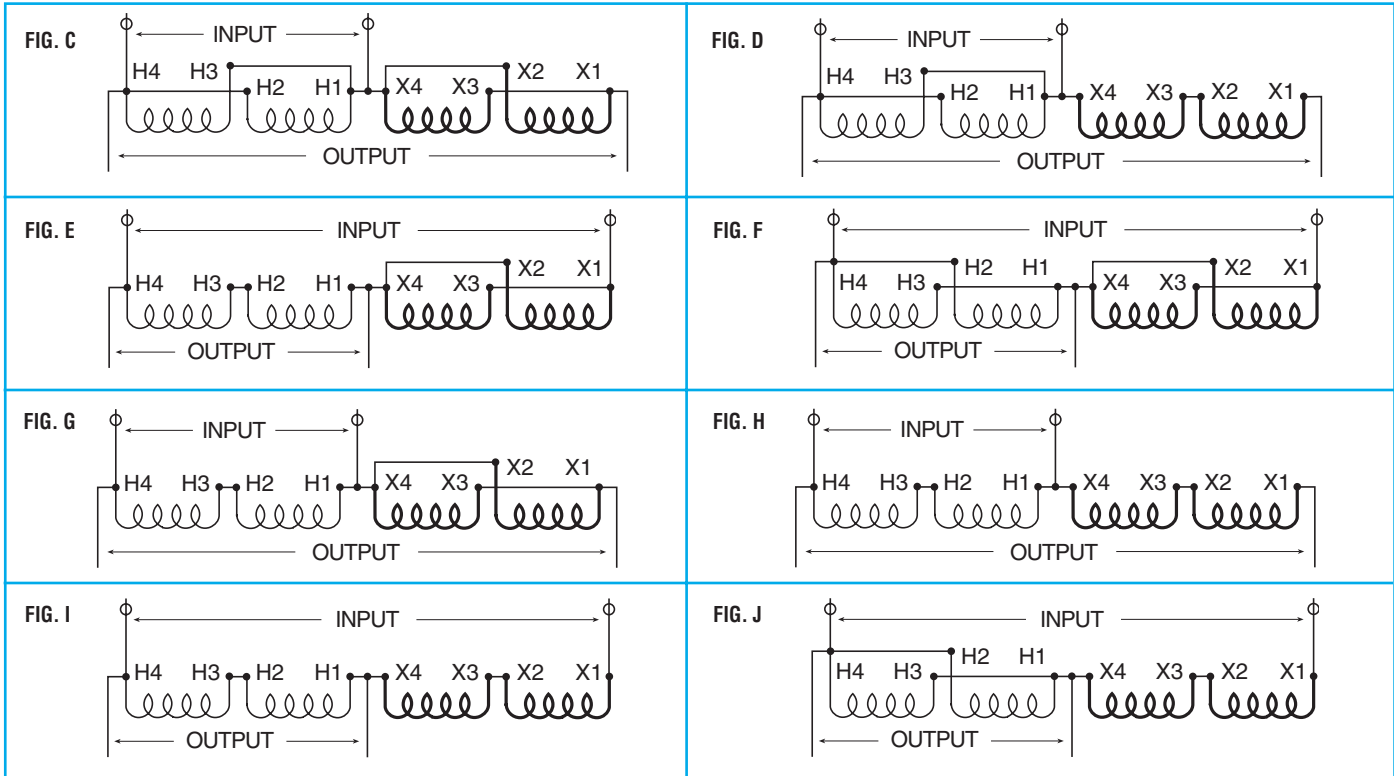 FIG. C
INPUT
H4 H3 H2 H1 X4 X3 X2 X1
OUTPUT
FIG. D
INPUT
H4 H3 H2 H1 X4 X3 X2 X1
OUTPUT
FIG. E
INPUT
H4 H3 H2 H1 X4 X3 X2 X1
OUTPUT
FIG. F
INPUT
H4 H3 H2 H1 X4 X3 X2 X1
OUTPUT
FIG. G
INPUT
H4 H3 H2 H1 X4 X3 X2 X1
OUTPUT
FIG. H
INPUT
H4 H3 H2 H1 X4 X3 X2 X1
OUTPUT
FIG. I
INPUT
H4 H3 H2 H1 X4 X3 X2 X1
OUTPUT
FIG. J
INPUT
H4 H3 H2 H1 X4 X3 X2 X1
OUTPUT